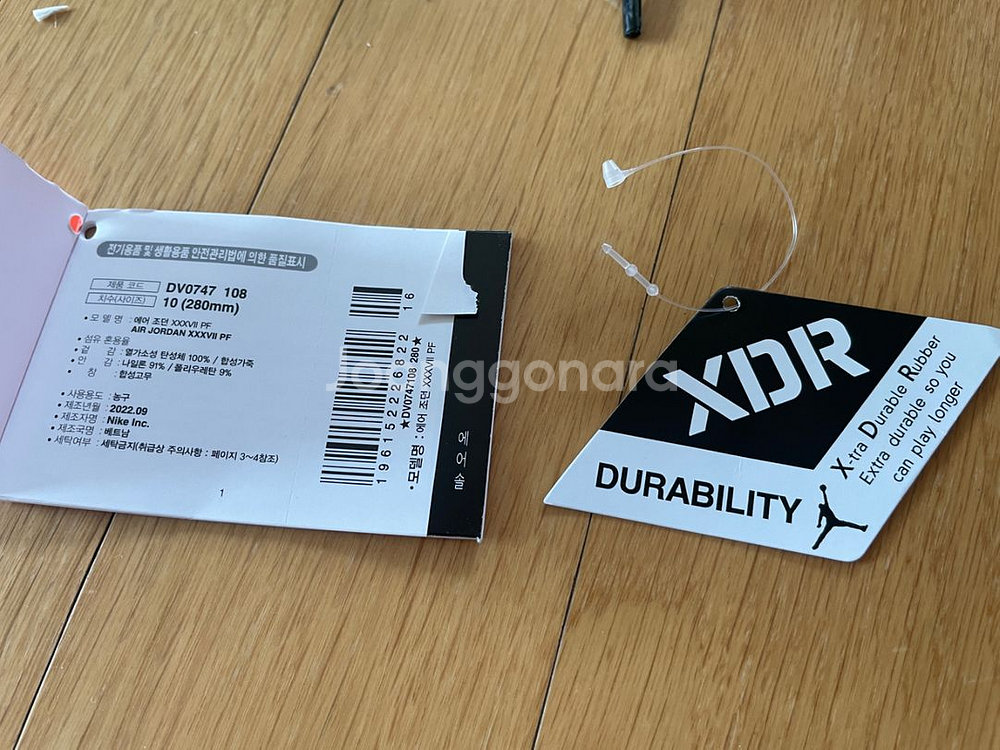 전기용품 및 생활용품 안전관리법에 의한 품질표시
제품 코드 DV0747 108
치수(사이즈) 10 (280mm)
• 모 델 명 : 에어 조던 XXXVII PF
AIR JORDAN XXXVII PF
• 섬유 혼용율
• 겉 감 : 열가소성 탄성체 100% / 합성가죽
• 안 감 : 나일론 91% / 폴리우레탄 9%
• 창 : 합성고무
• 사용용도 : 농구
• 제조년월 : 2022.09
• 제조자명 : Nike Inc.
• 제조국명 : 베트남
• 세탁여부 : 세탁금지(취급상 주의사항 : 페이지 3~4참조)
1
196152226822
16
★DV0747108 280★
• 모델명 : 에어 조던 XXXVII PF
에어솔
Joonggonara
XDR
DURABILITY
X-tra Durable Rubber
Extra durable so you
can play longer